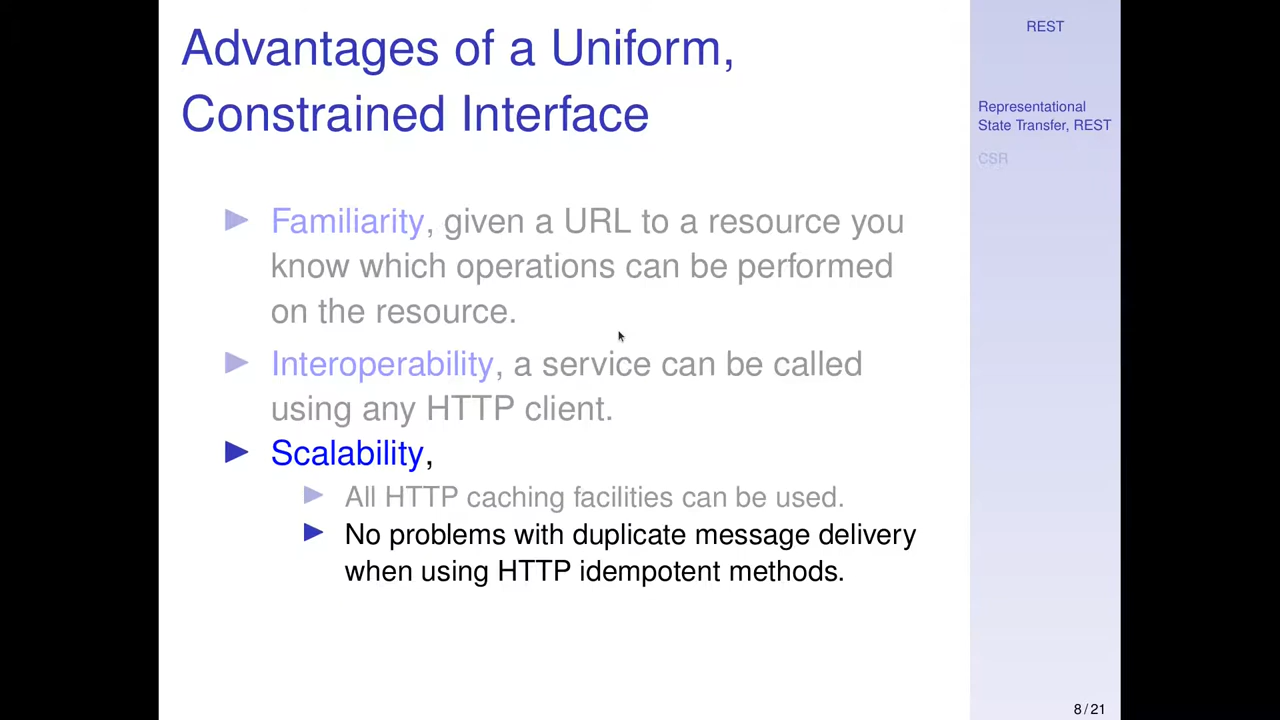 Advantages of a Uniform,
Constrained Interface
Familiarity, given a URL to a resource you
know which operations can be performed
on the resource.
Interoperability, a service can be called
using any HTTP client.
Scalability,
All HTTP caching facilities can be used.
No problems with duplicate message delivery
when using HTTP idempotent methods.
REST
Representational
State Transfer, REST
CSR
8 / 21